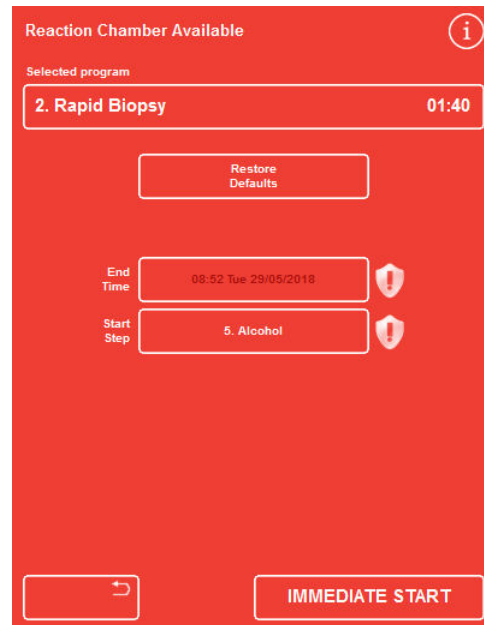 Reaction Chamber Available
i
Selected program
2. Rapid Biopsy 01:40
Restore
Defaults
End
Time
08:52 Tue 29/05/2018
!
Start
Step
5. Alcohol
!
IMMEDIATE START